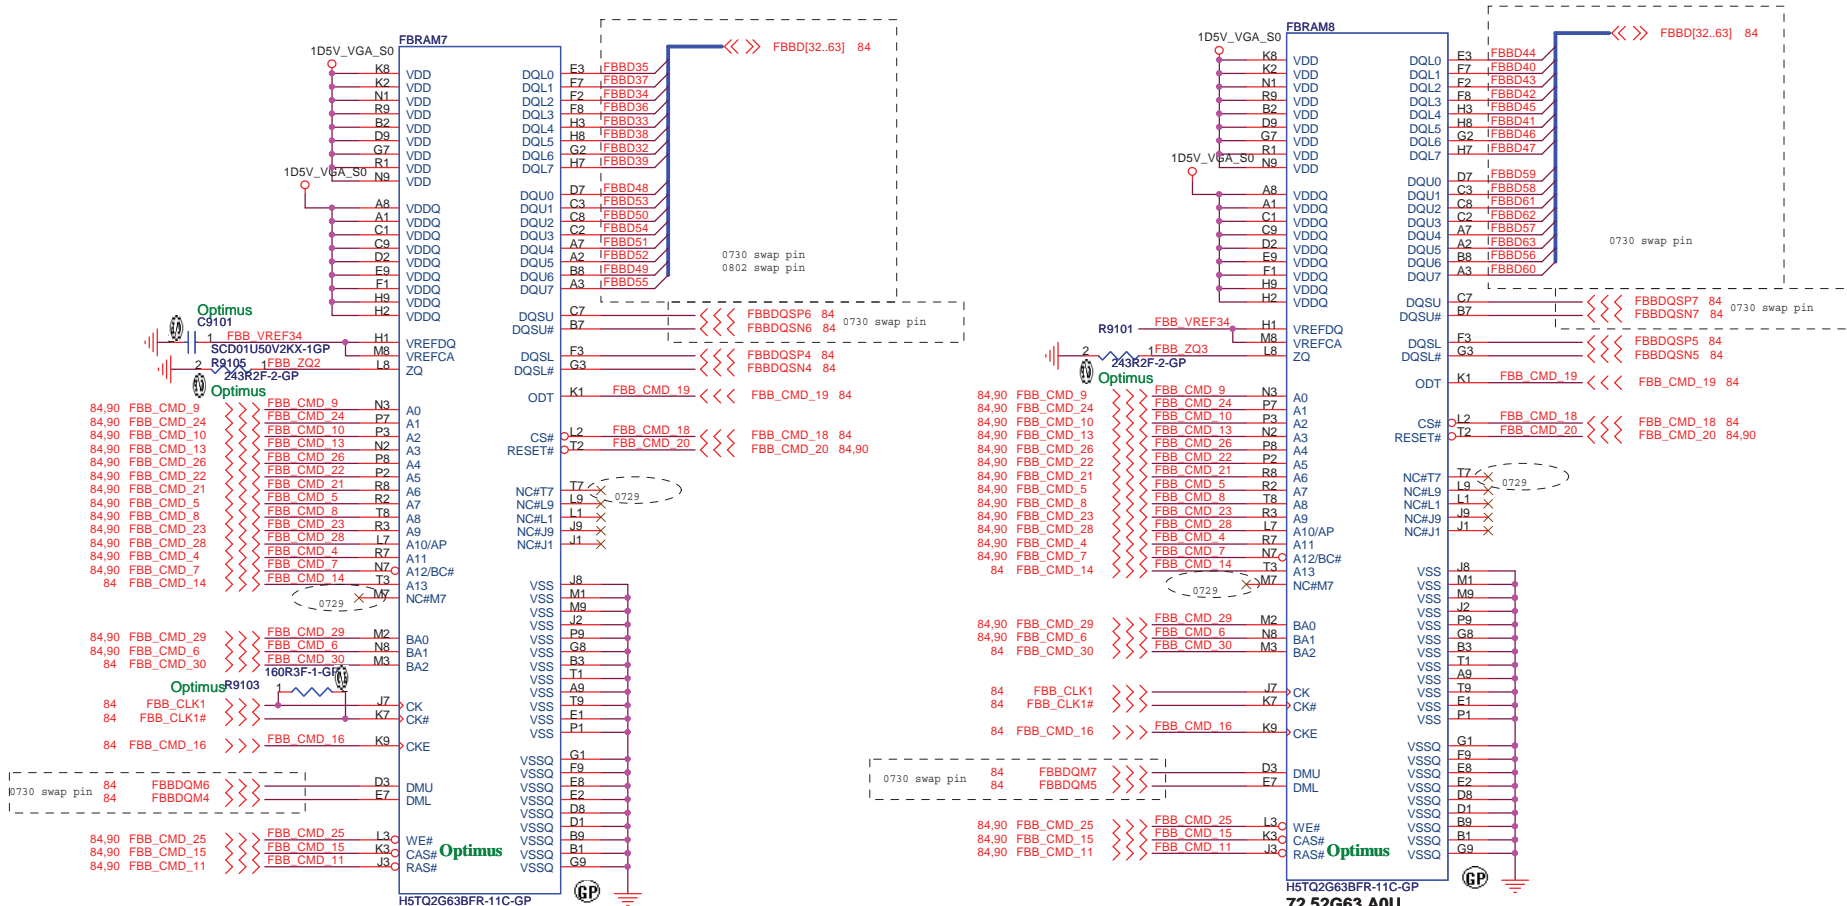 FBRAM7
1D5V_VGA_S0
FBBD[32..63] 84
K8 VDD DQL0 E3 FBBD35
K2 VDD DQL1 F7 FBBD37
N1 VDD DQL2 F2 FBBD34
R9 VDD DQL3 F8 FBBD36
B2 VDD DQL4 H3 FBBD33
D9 VDD DQL5 H8 FBBD38
G7 VDD DQL6 G2 FBBD32
R1 VDD DQL7 H7 FBBD39
1D5V_VGA_S0
N9 VDD
DQU0 D7 FBBD48
A8 VDDQ DQU1 C3 FBBD53
A1 VDDQ DQU2 C8 FBBD50
C1 VDDQ DQU3 C2 FBBD54
C9 VDDQ DQU4 A7 FBBD51
D2 VDDQ DQU5 A2 FBBD52
E9 VDDQ DQU6 B8 FBBD49
F1 VDDQ DQU7 A3 FBBD55
0730 swap pin
0802 swap pin
H9 VDDQ
H2 VDDQ
DQSU C7 FBBDQSP6 84
DQSU# B7 FBBDQSN6 84
0730 swap pin
Optimus
C9101
1 FBB_VREF34 H1 VREFDQ
SCD01U50V2KX-1GP
M8 VREFCA
DQSL F3 FBBDQSP4 84
DQSL# G3 FBBDQSN4 84
2 R9105 1 FBB_ZQ2 L8 ZQ
243R2F-2-GP
Optimus
ODT K1 FBB_CMD_19 FBB_CMD_19 84
CS# L2 FBB_CMD_18 FBB_CMD_18 84
RESET# T2 FBB_CMD_20 FBB_CMD_20 84,90
84,90 FBB_CMD_9 FBB_CMD_9 N3 A0
84,90 FBB_CMD_24 FBB_CMD_24 P7 A1
84,90 FBB_CMD_10 FBB_CMD_10 P3 A2
84,90 FBB_CMD_13 FBB_CMD_13 N2 A3
84,90 FBB_CMD_26 FBB_CMD_26 P8 A4
84,90 FBB_CMD_22 FBB_CMD_22 P2 A5
84,90 FBB_CMD_21 FBB_CMD_21 R8 A6
84,90 FBB_CMD_5 FBB_CMD_5 R2 A7
84,90 FBB_CMD_8 FBB_CMD_8 T8 A8
84,90 FBB_CMD_23 FBB_CMD_23 R3 A9
84,90 FBB_CMD_28 FBB_CMD_28 L7 A10/AP
84,90 FBB_CMD_4 FBB_CMD_4 R7 A11
84,90 FBB_CMD_7 FBB_CMD_7 N7 A12/BC#
84 FBB_CMD_14 FBB_CMD_14 T3 A13
0729 M7 NC#M7
NC#T7 T7 0729
NC#L9 L9
NC#L1 L1
NC#J9 J9
NC#J1 J1
84,90 FBB_CMD_29 FBB_CMD_29 M2 BA0
84,90 FBB_CMD_6 FBB_CMD_6 N8 BA1
84 FBB_CMD_30 FBB_CMD_30 M3 BA2
160R3F-1-GP
Optimus R9103 1
84 FBB_CLK1 J7 CK
84 FBB_CLK1# K7 CK#
84 FBB_CMD_16 FBB_CMD_16 K9 CKE
VSS J8
VSS M1
VSS M9
VSS J2
VSS P9
VSS G8
VSS B3
VSS T1
VSS A9
VSS T9
VSS E1
VSS P1
0730 swap pin
84 FBBDQM6 D3 DMU
84 FBBDQM4 E7 DML
84,90 FBB_CMD_25 FBB_CMD_25 L3 WE#
84,90 FBB_CMD_15 FBB_CMD_15 K3 CAS# Optimus
84,90 FBB_CMD_11 FBB_CMD_11 J3 RAS#
VSSQ G1
VSSQ F9
VSSQ E8
VSSQ E2
VSSQ D8
VSSQ D1
VSSQ B9
VSSQ B1
VSSQ G9
GP
H5TQ2G63BFR-11C-GP
FBRAM8
1D5V_VGA_S0
FBBD[32..63] 84
K8 VDD DQL0 E3 FBBD44
K2 VDD DQL1 F7 FBBD40
N1 VDD DQL2 F2 FBBD43
R9 VDD DQL3 F8 FBBD42
B2 VDD DQL4 H3 FBBD45
D9 VDD DQL5 H8 FBBD41
G7 VDD DQL6 G2 FBBD46
R1 VDD DQL7 H7 FBBD47
1D5V_VGA_S0
N9 VDD
DQU0 D7 FBBD59
A8 VDDQ DQU1 C3 FBBD58
A1 VDDQ DQU2 C8 FBBD61
C1 VDDQ DQU3 C2 FBBD62
C9 VDDQ DQU4 A7 FBBD57
D2 VDDQ DQU5 A2 FBBD63
E9 VDDQ DQU6 B8 FBBD56
F1 VDDQ DQU7 A3 FBBD60
0730 swap pin
H9 VDDQ
H2 VDDQ
DQSU C7 FBBDQSP7 84
DQSU# B7 FBBDQSN7 84
0730 swap pin
R9101 FBB_VREF34 H1 VREFDQ
M8 VREFCA
DQSL F3 FBBDQSP5 84
DQSL# G3 FBBDQSN5 84
2 1 FBB_ZQ3 L8 ZQ
243R2F-2-GP
Optimus
ODT K1 FBB_CMD_19 FBB_CMD_19 84
CS# L2 FBB_CMD_18 FBB_CMD_18 84
RESET# T2 FBB_CMD_20 FBB_CMD_20 84,90
84,90 FBB_CMD_9 FBB_CMD_9 N3 A0
84,90 FBB_CMD_24 FBB_CMD_24 P7 A1
84,90 FBB_CMD_10 FBB_CMD_10 P3 A2
84,90 FBB_CMD_13 FBB_CMD_13 N2 A3
84,90 FBB_CMD_26 FBB_CMD_26 P8 A4
84,90 FBB_CMD_22 FBB_CMD_22 P2 A5
84,90 FBB_CMD_21 FBB_CMD_21 R8 A6
84,90 FBB_CMD_5 FBB_CMD_5 R2 A7
84,90 FBB_CMD_8 FBB_CMD_8 T8 A8
84,90 FBB_CMD_23 FBB_CMD_23 R3 A9
84,90 FBB_CMD_28 FBB_CMD_28 L7 A10/AP
84,90 FBB_CMD_4 FBB_CMD_4 R7 A11
84,90 FBB_CMD_7 FBB_CMD_7 N7 A12/BC#
84 FBB_CMD_14 FBB_CMD_14 T3 A13
0729 M7 NC#M7
NC#T7 T7 0729
NC#L9 L9
NC#L1 L1
NC#J9 J9
NC#J1 J1
84,90 FBB_CMD_29 FBB_CMD_29 M2 BA0
84,90 FBB_CMD_6 FBB_CMD_6 N8 BA1
84 FBB_CMD_30 FBB_CMD_30 M3 BA2
84 FBB_CLK1 J7 CK
84 FBB_CLK1# K7 CK#
84 FBB_CMD_16 FBB_CMD_16 K9 CKE
VSS J8
VSS M1
VSS M9
VSS J2
VSS P9
VSS G8
VSS B3
VSS T1
VSS A9
VSS T9
VSS E1
VSS P1
0730 swap pin
84 FBBDQM7 D3 DMU
84 FBBDQM5 E7 DML
84,90 FBB_CMD_25 FBB_CMD_25 L3 WE#
84,90 FBB_CMD_15 FBB_CMD_15 K3 CAS#
84,90 FBB_CMD_11 FBB_CMD_11 J3 RAS# Optimus
VSSQ G1
VSSQ F9
VSSQ E8
VSSQ E2
VSSQ D8
VSSQ D1
VSSQ B9
VSSQ B1
VSSQ G9
GP
H5TQ2G63BFR-11C-GP
72.52G63.A0U